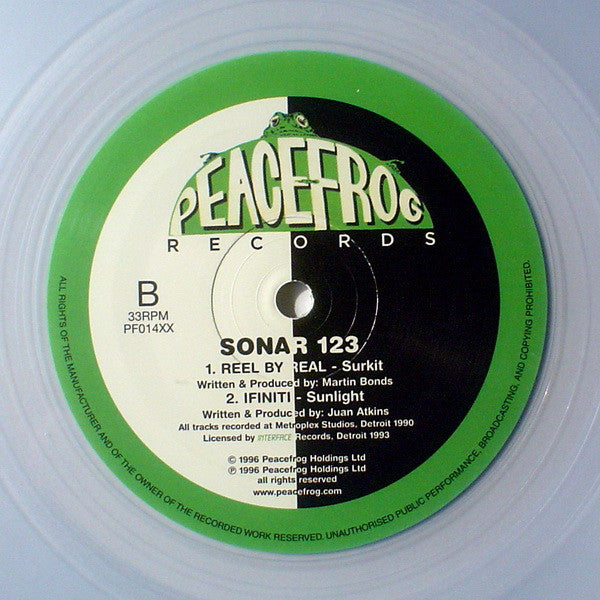 PEACEFROG
RECORDS
B
33RPM
PF014XX
SONAR 123
1. REEL BY REAL - Surkit
Written & Produced by: Martin Bonds
2. IFINITI - Sunlight
Written & Produced by: Juan Atkins
All tracks recorded at Metroplex Studios, Detroit 1990
Licensed by INTERFACE Records, Detroit 1993
© 1996 Peacefrog Holdings Ltd
℗ 1996 Peacefrog Holdings Ltd
all rights reserved
www.peacefrog.com
ALL RIGHTS OF THE MANUFACTURER AND OF THE OWNER OF THE RECORDED WORK RESERVED. UNAUTHORISED PUBLIC PERFORMANCE, BROADCASTING, AND COPYING PROHIBITED.